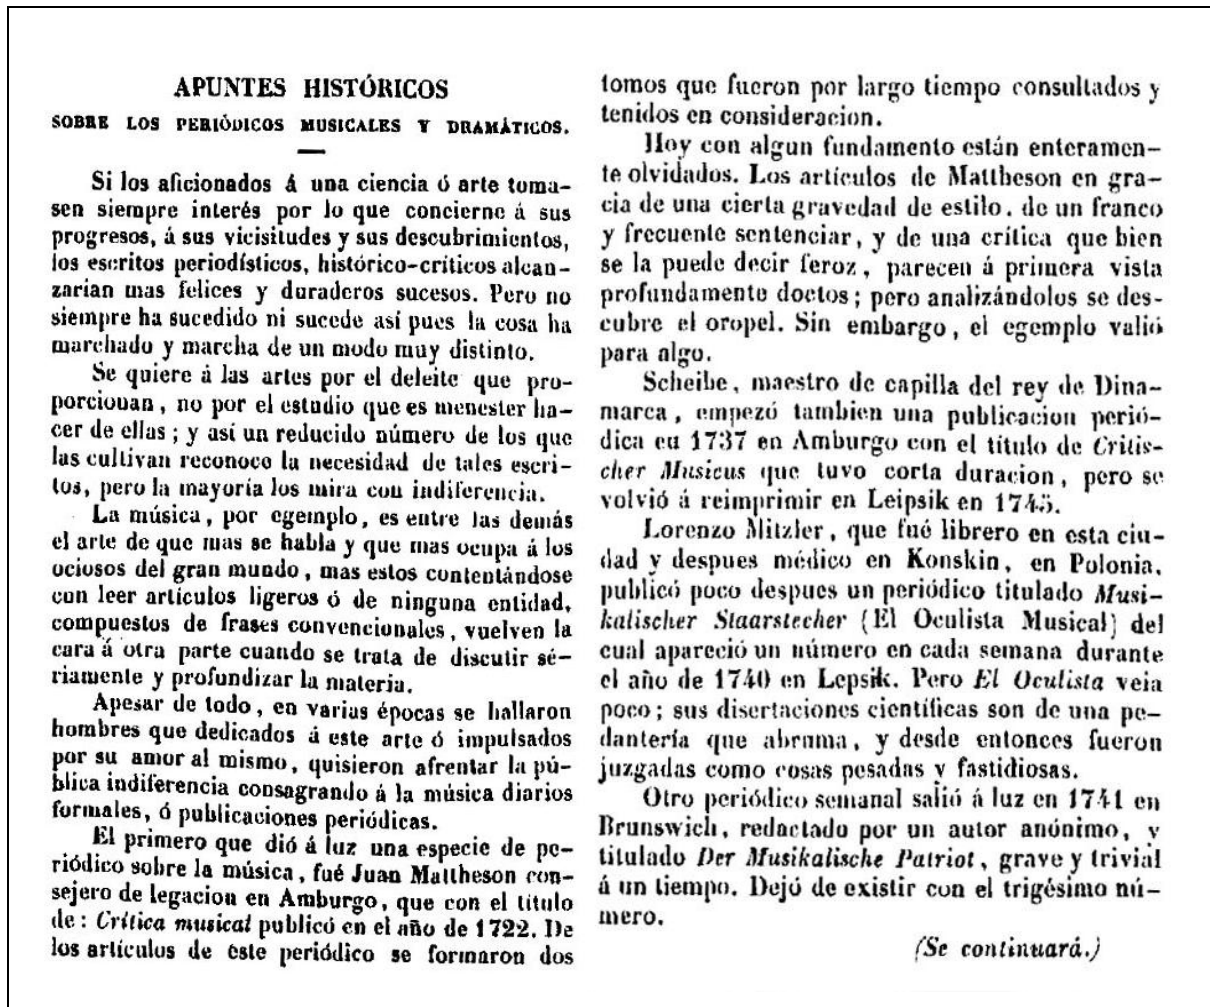 APUNTES HISTÓRICOS
SOBRE LOS PERIÓDICOS MUSICALES Y DRAMÁTICOS.
Si los aficionados á una ciencia ó arte toma-
sen siempre interés por lo que concierne á sus
progresos, á sus vicisitudes y sus descubrimientos,
los escritos periodísticos, histórico-críticos alcan-
zarian mas felices y duraderos sucesos. Pero no
siempre ha sucedido ni sucede así pues la cosa ha
marchado y marcha de un modo muy distinto.
Se quiere á las artes por el deleite que pro-
porcionan, no por el estudio que es menester ha-
cer de ellas; y así un reducido número de los que
las cultivan reconoce la necesidad de tales escri-
tos, pero la mayoría los mira con indiferencia.
La música, por egemplo, es entre las demás
el arte de que mas se habla y que mas ocupa á los
ociosos del gran mundo, mas estos contentándose
con leer artículos ligeros ó de ninguna entidad,
compuestos de frases convencionales, vuelven la
cara á otra parte cuando se trata de discutir sé-
riamente y profundizar la materia.
Apesar de todo, en varias épocas se hallaron
hombres que dedicados á este arte ó impulsados
por su amor al mismo, quisieron afrentar la pú-
blica indiferencia consagrando á la música diarios
formales, ó publicaciones periódicas.
El primero que dió á luz una especie de pe-
riódico sobre la música, fué Juan Mattheson con-
sejero de legacion en Amburgo, que con el título
de: Crítica musical publicó en el año de 1722. De
los artículos de este periódico se formaron dos
tomos que fueron por largo tiempo consultados y
tenidos en consideracion.
Hoy con algun fundamento están enteramen-
te olvidados. Los artículos de Mattheson en gra-
cia de una cierta gravedad de estilo, de un franco
y frecuente sentenciar, y de una crítica que bien
se la puede decir feroz, parecen á primera vista
profundamente doctos; pero analizándolos se des-
cubre el oropel. Sin embargo, el egemplo valió
para algo.
Scheibe, maestro de capilla del rey de Dina-
marca, empezó tambien una publicacion perió-
dica en 1737 en Amburgo con el título de Critis-
cher Musicus que tuvo corta duracion, pero se
volvió á reimprimir en Leipsik en 1745.
Lorenzo Mitzler, que fué librero en esta ciu-
dad y despues médico en Konskin, en Polonia,
publicó poco despues un periódico titulado Musi-
kalischer Staarstecher (El Oculista Musical) del
cual apareció un número en cada semana durante
el año de 1740 en Lepsik. Pero El Oculista veia
poco; sus disertaciones científicas son de una pe-
dantería que abruma, y desde entonces fueron
juzgadas como cosas pesadas y fastidiosas.
Otro periódico semanal salió á luz en 1741 en
Brunswich, redactado por un autor anónimo, y
titulado Der Musikalische Patriot, grave y trivial
á un tiempo. Dejó de existir con el trigésimo nú-
mero.
(Se continuará.)